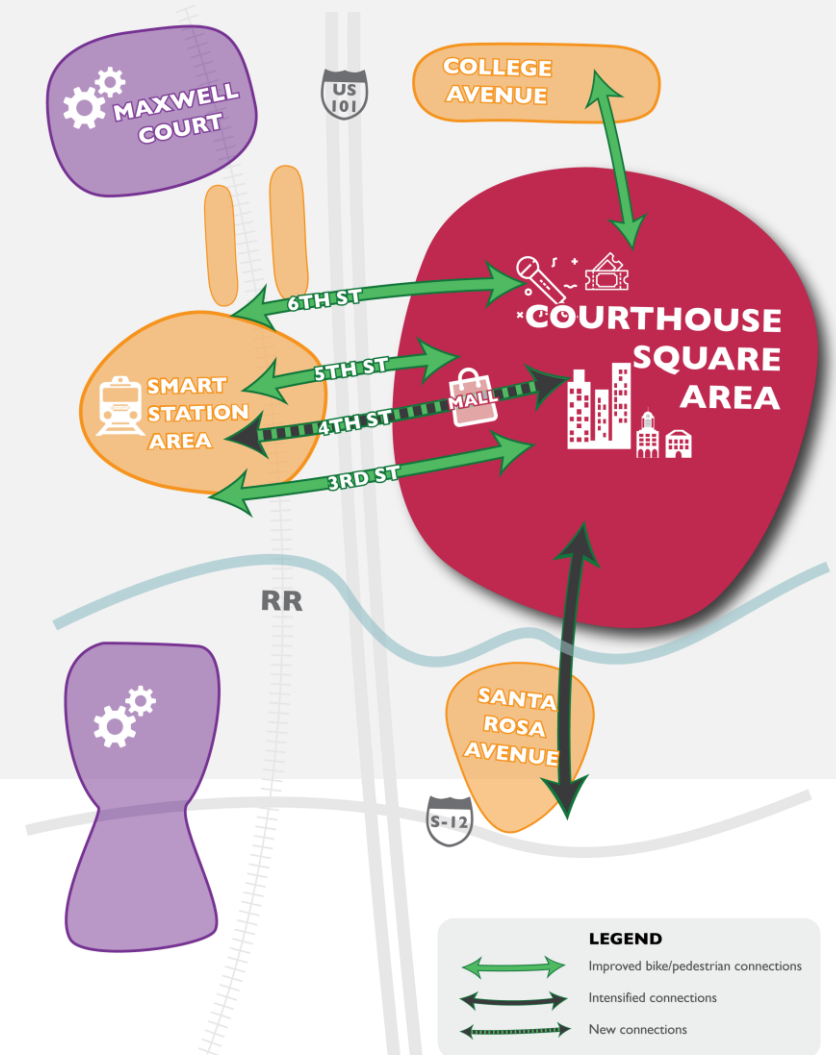 MAXWELL
COURT
US
101
COLLEGE
AVENUE
6TH ST
COURTHOUSE
SQUARE
AREA
5TH ST
MALL
SMART
STATION
AREA
4TH ST
3RD ST
RR
SANTA
ROSA
AVENUE
S-12
LEGEND
Improved bike/pedestrian connections
Intensified connections
New connections